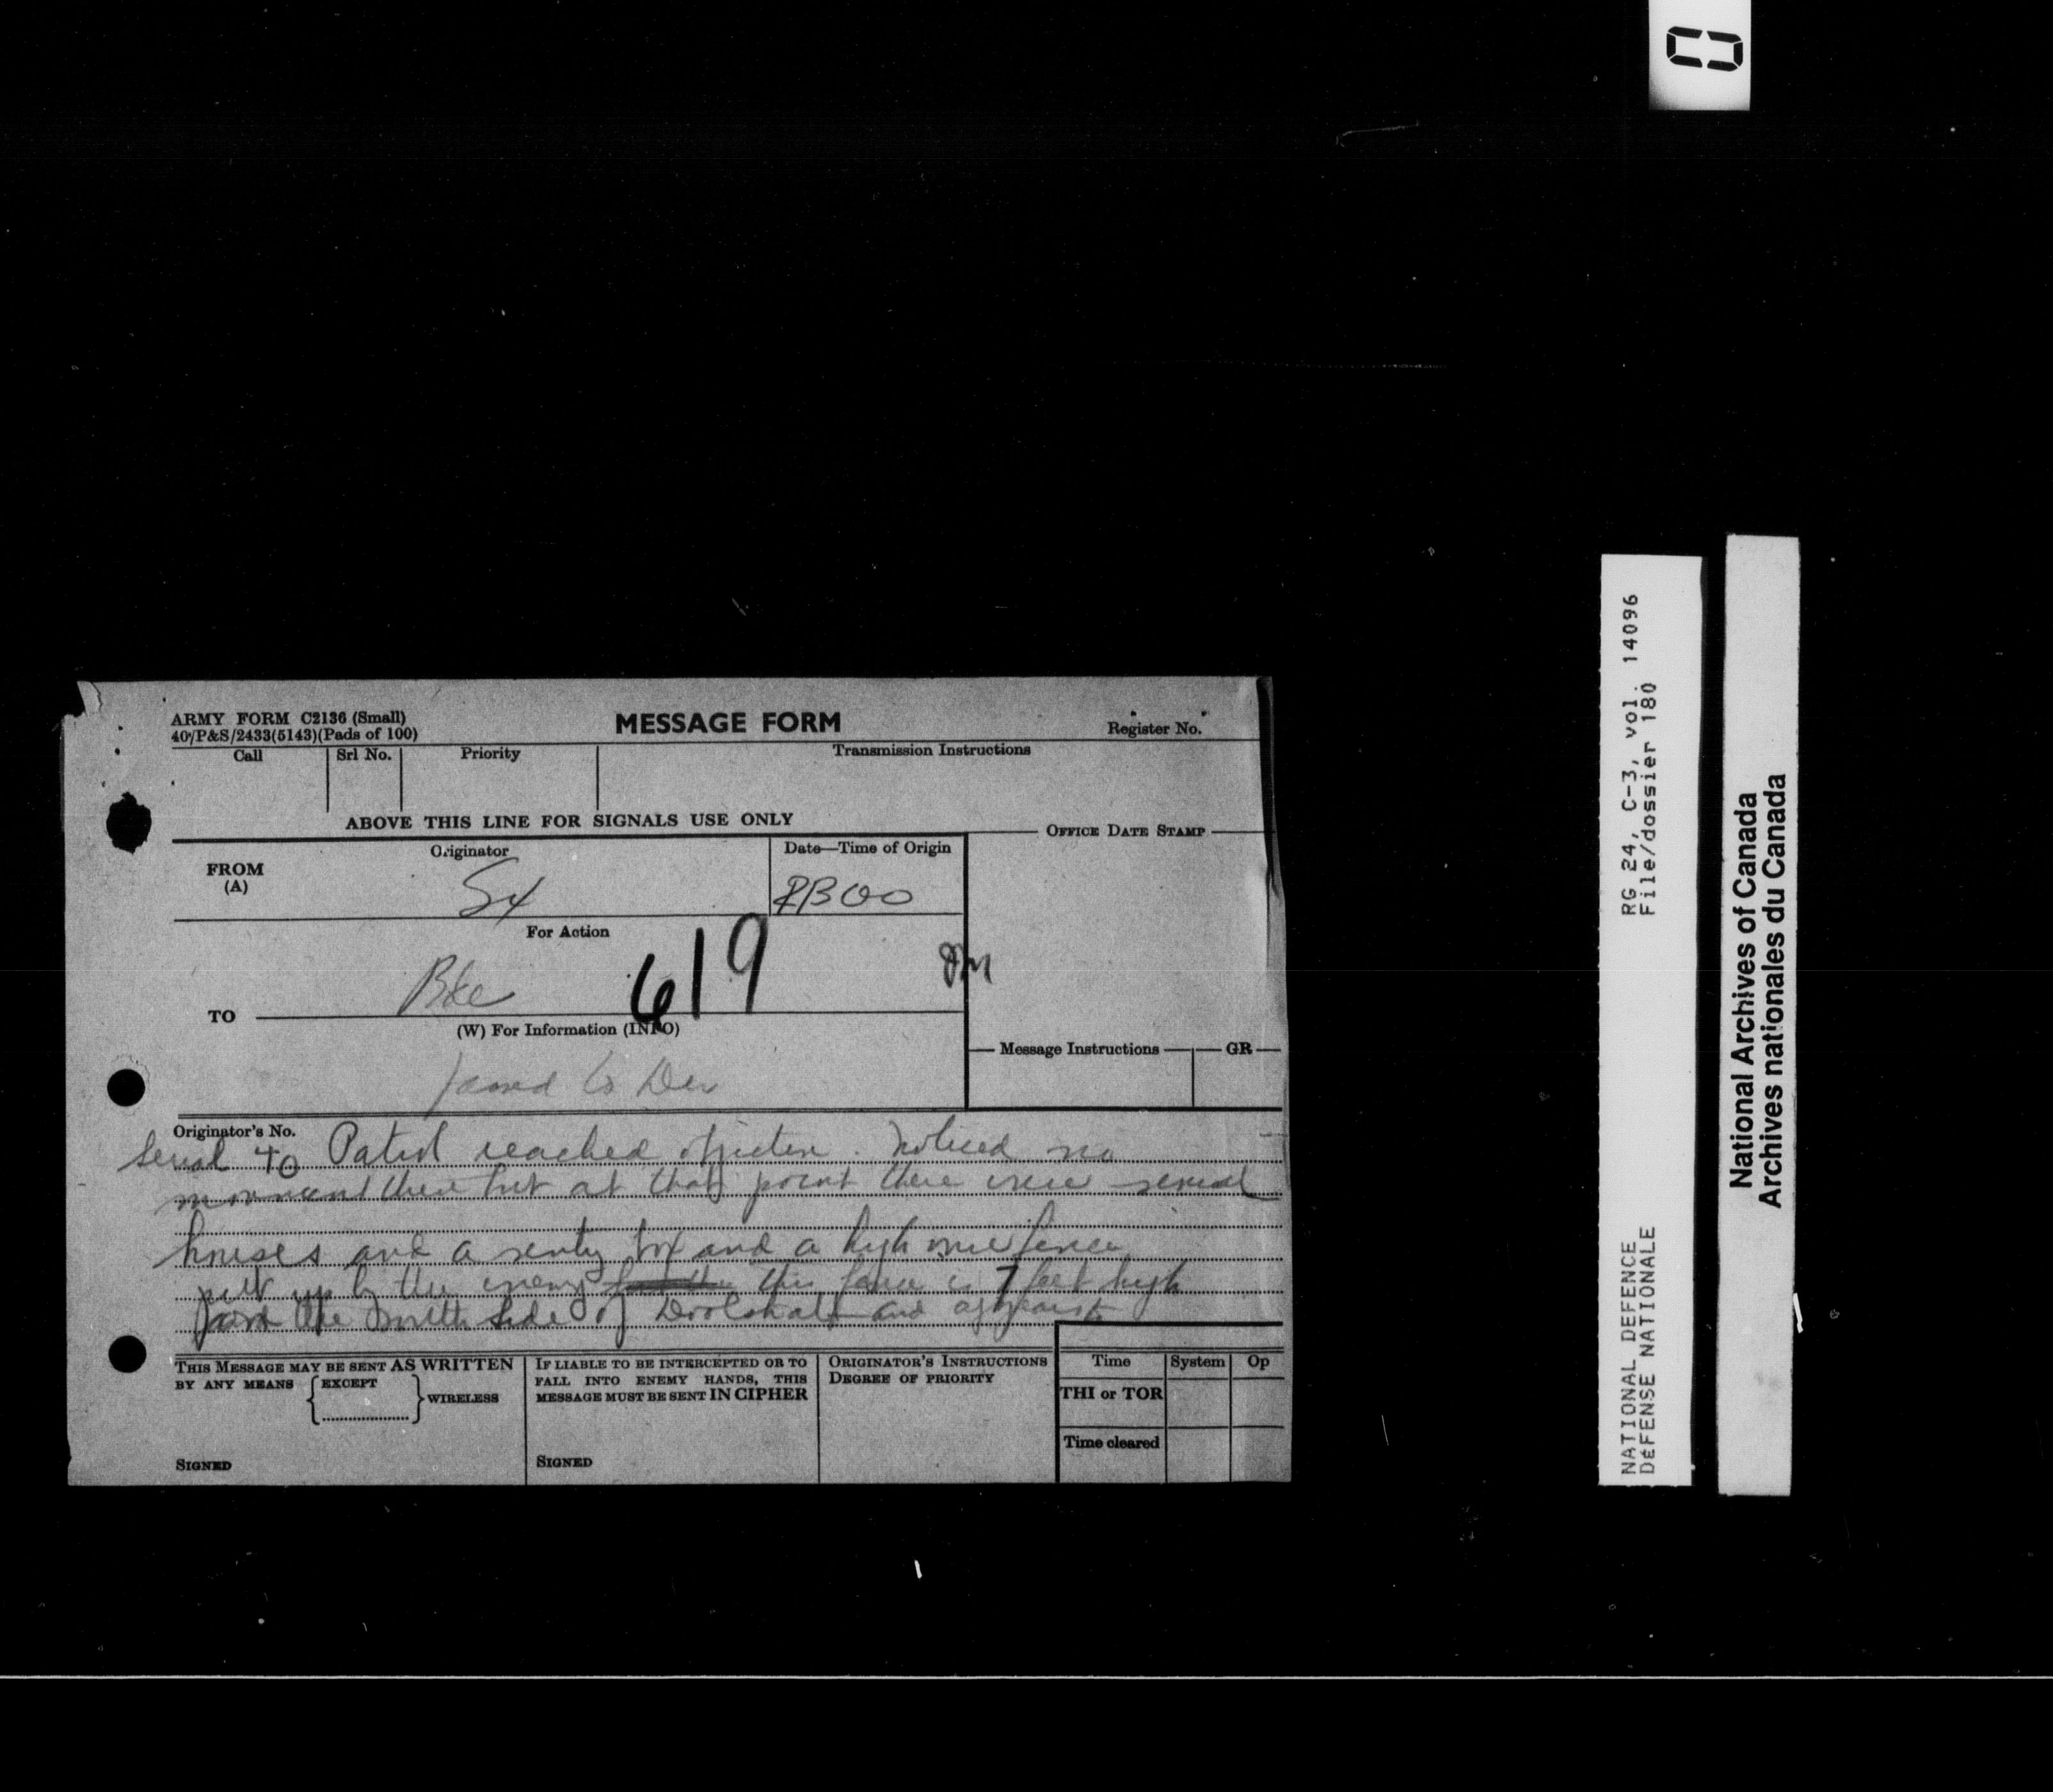 ARMY FORM C2136 (Small)
40/P&S/2433(5143)(Pads of 100)
MESSAGE FORM
Register No.
Call
Srl No.
Priority
Transmission Instructions
ABOVE THIS LINE FOR SIGNALS USE ONLY
OFFICE DATE STAMP
FROM
(A)
Originator
Date—Time of Origin
For Action
619
TO
(W) For Information (INFO)
Message Instructions
GR
Originator's No.
Serial 40 Patrol reached objective. Noticed no
movement there but at that point there were several
houses and a sentry box and a high wire fence
put up by the enemy this fence is 7 feet high
the north side of and appears to
THIS MESSAGE MAY BE SENT AS WRITTEN
BY ANY MEANS { EXCEPT } WIRELESS
SIGNED
IF LIABLE TO BE INTERCEPTED OR TO
FALL INTO ENEMY HANDS, THIS
MESSAGE MUST BE SENT IN CIPHER
SIGNED
ORIGINATOR'S INSTRUCTIONS
DEGREE OF PRIORITY
Time
System
Op
THI or TOR
Time cleared
RG 24, C-3, vol. 14096
File/dossier 180
NATIONAL DEFENCE
DÉFENSE NATIONALE
National Archives of Canada
Archives nationales du Canada